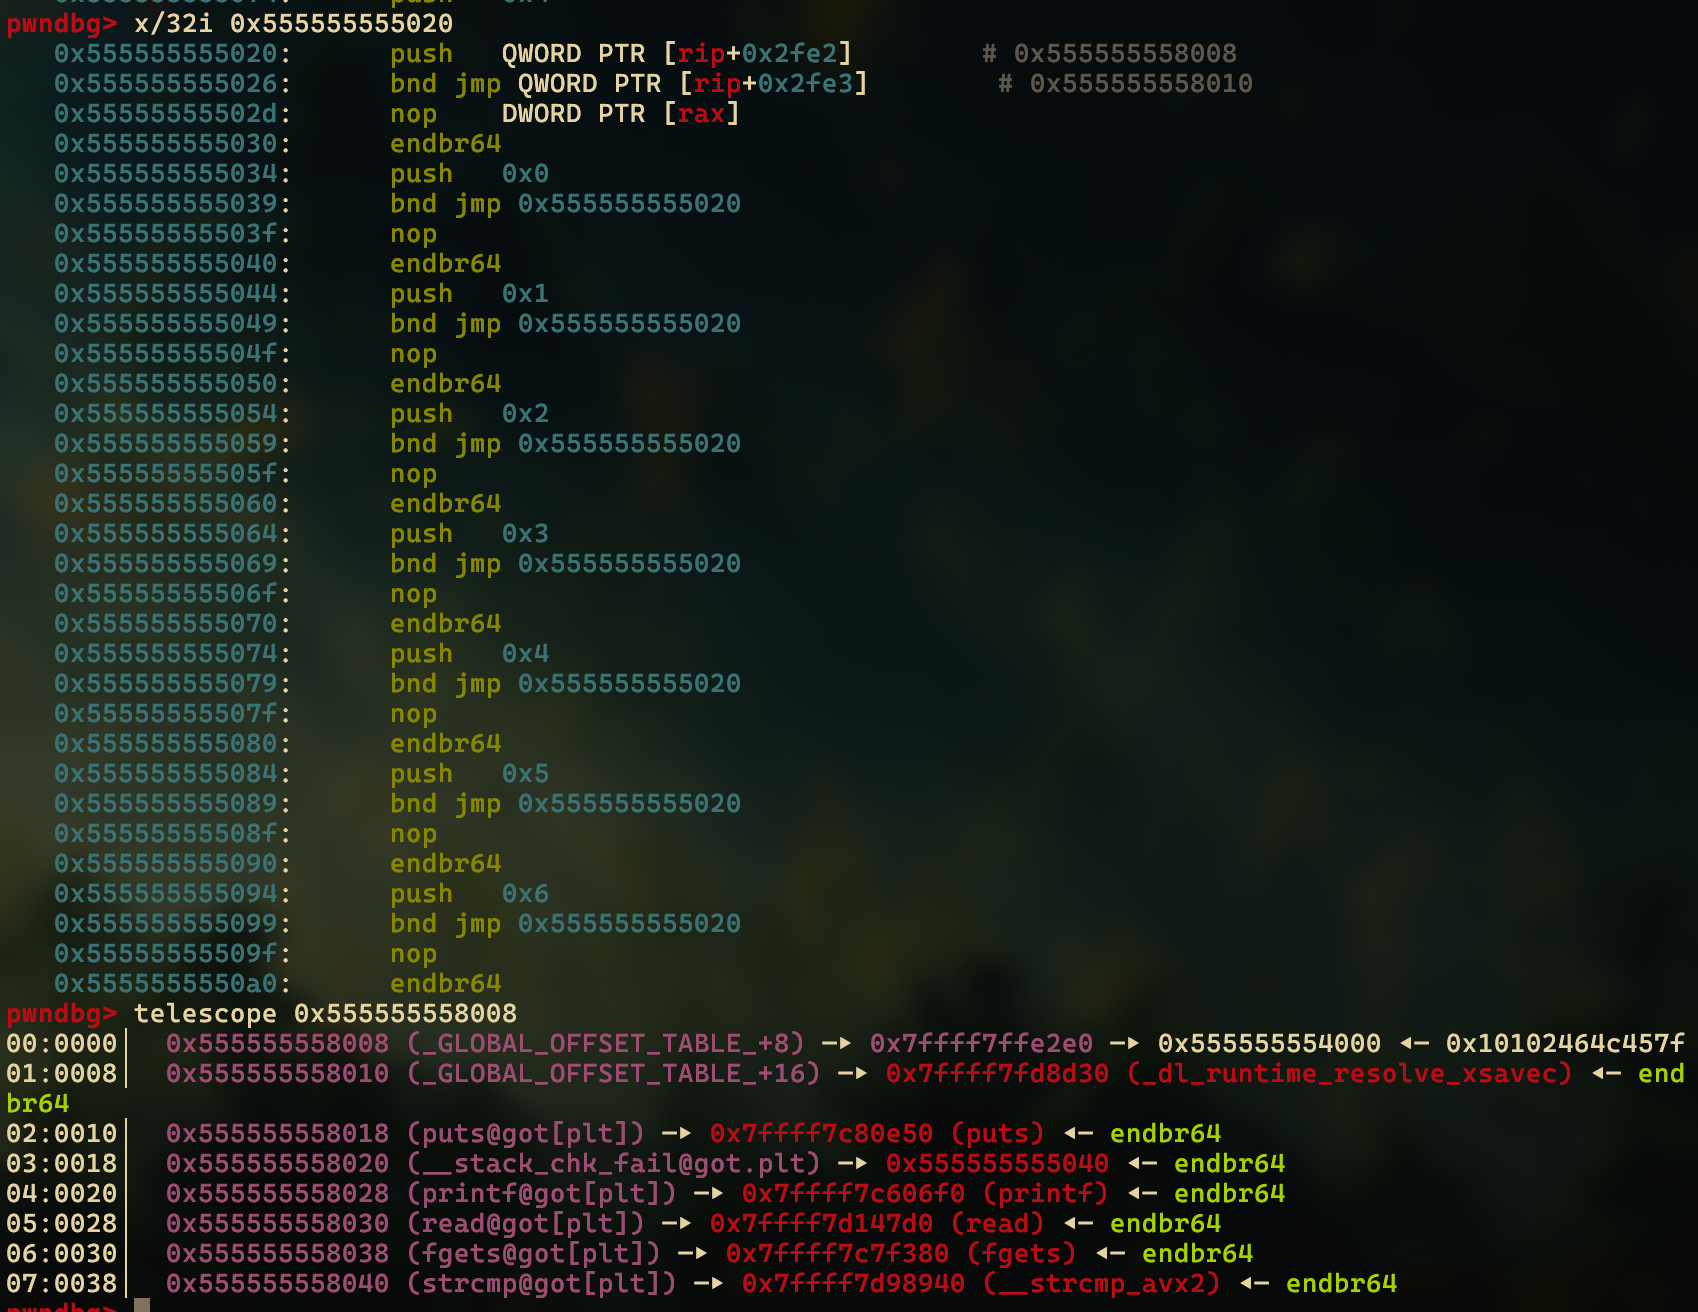 pwndbg> x/32i 0x555555555020
0x555555555020: push QWORD PTR [rip+0x2fe2] # 0x555555558008
0x555555555026: bnd jmp QWORD PTR [rip+0x2fe3] # 0x555555558010
0x55555555502d: nop DWORD PTR [rax]
0x555555555030: endbr64
0x555555555034: push 0x0
0x555555555039: bnd jmp 0x555555555020
0x55555555503f: nop
0x555555555040: endbr64
0x555555555044: push 0x1
0x555555555049: bnd jmp 0x555555555020
0x55555555504f: nop
0x555555555050: endbr64
0x555555555054: push 0x2
0x555555555059: bnd jmp 0x555555555020
0x55555555505f: nop
0x555555555060: endbr64
0x555555555064: push 0x3
0x555555555069: bnd jmp 0x555555555020
0x55555555506f: nop
0x555555555070: endbr64
0x555555555074: push 0x4
0x555555555079: bnd jmp 0x555555555020
0x55555555507f: nop
0x555555555080: endbr64
0x555555555084: push 0x5
0x555555555089: bnd jmp 0x555555555020
0x55555555508f: nop
0x555555555090: endbr64
0x555555555094: push 0x6
0x555555555099: bnd jmp 0x555555555020
0x55555555509f: nop
0x5555555550a0: endbr64
pwndbg> telescope 0x555555558008
00:0000│ 0x555555558008 (_GLOBAL_OFFSET_TABLE_+8) —▸ 0x7ffff7ffe2e0 —▸ 0x555555554000 ◂— 0x10102464c457f
01:0008│ 0x555555558010 (_GLOBAL_OFFSET_TABLE_+16) —▸ 0x7ffff7fd8d30 (_dl_runtime_resolve_xsavec) ◂— end
br64
02:0010│ 0x555555558018 (puts@got[plt]) —▸ 0x7ffff7c80e50 (puts) ◂— endbr64
03:0018│ 0x555555558020 (__stack_chk_fail@got.plt) —▸ 0x555555555040 ◂— endbr64
04:0020│ 0x555555558028 (printf@got[plt]) —▸ 0x7ffff7c606f0 (printf) ◂— endbr64
05:0028│ 0x555555558030 (read@got[plt]) —▸ 0x7ffff7d147d0 (read) ◂— endbr64
06:0030│ 0x555555558038 (fgets@got[plt]) —▸ 0x7ffff7c7f380 (fgets) ◂— endbr64
07:0038│ 0x555555558040 (strcmp@got[plt]) —▸ 0x7ffff7d98940 (__strcmp_avx2) ◂— endbr64
pwndbg>